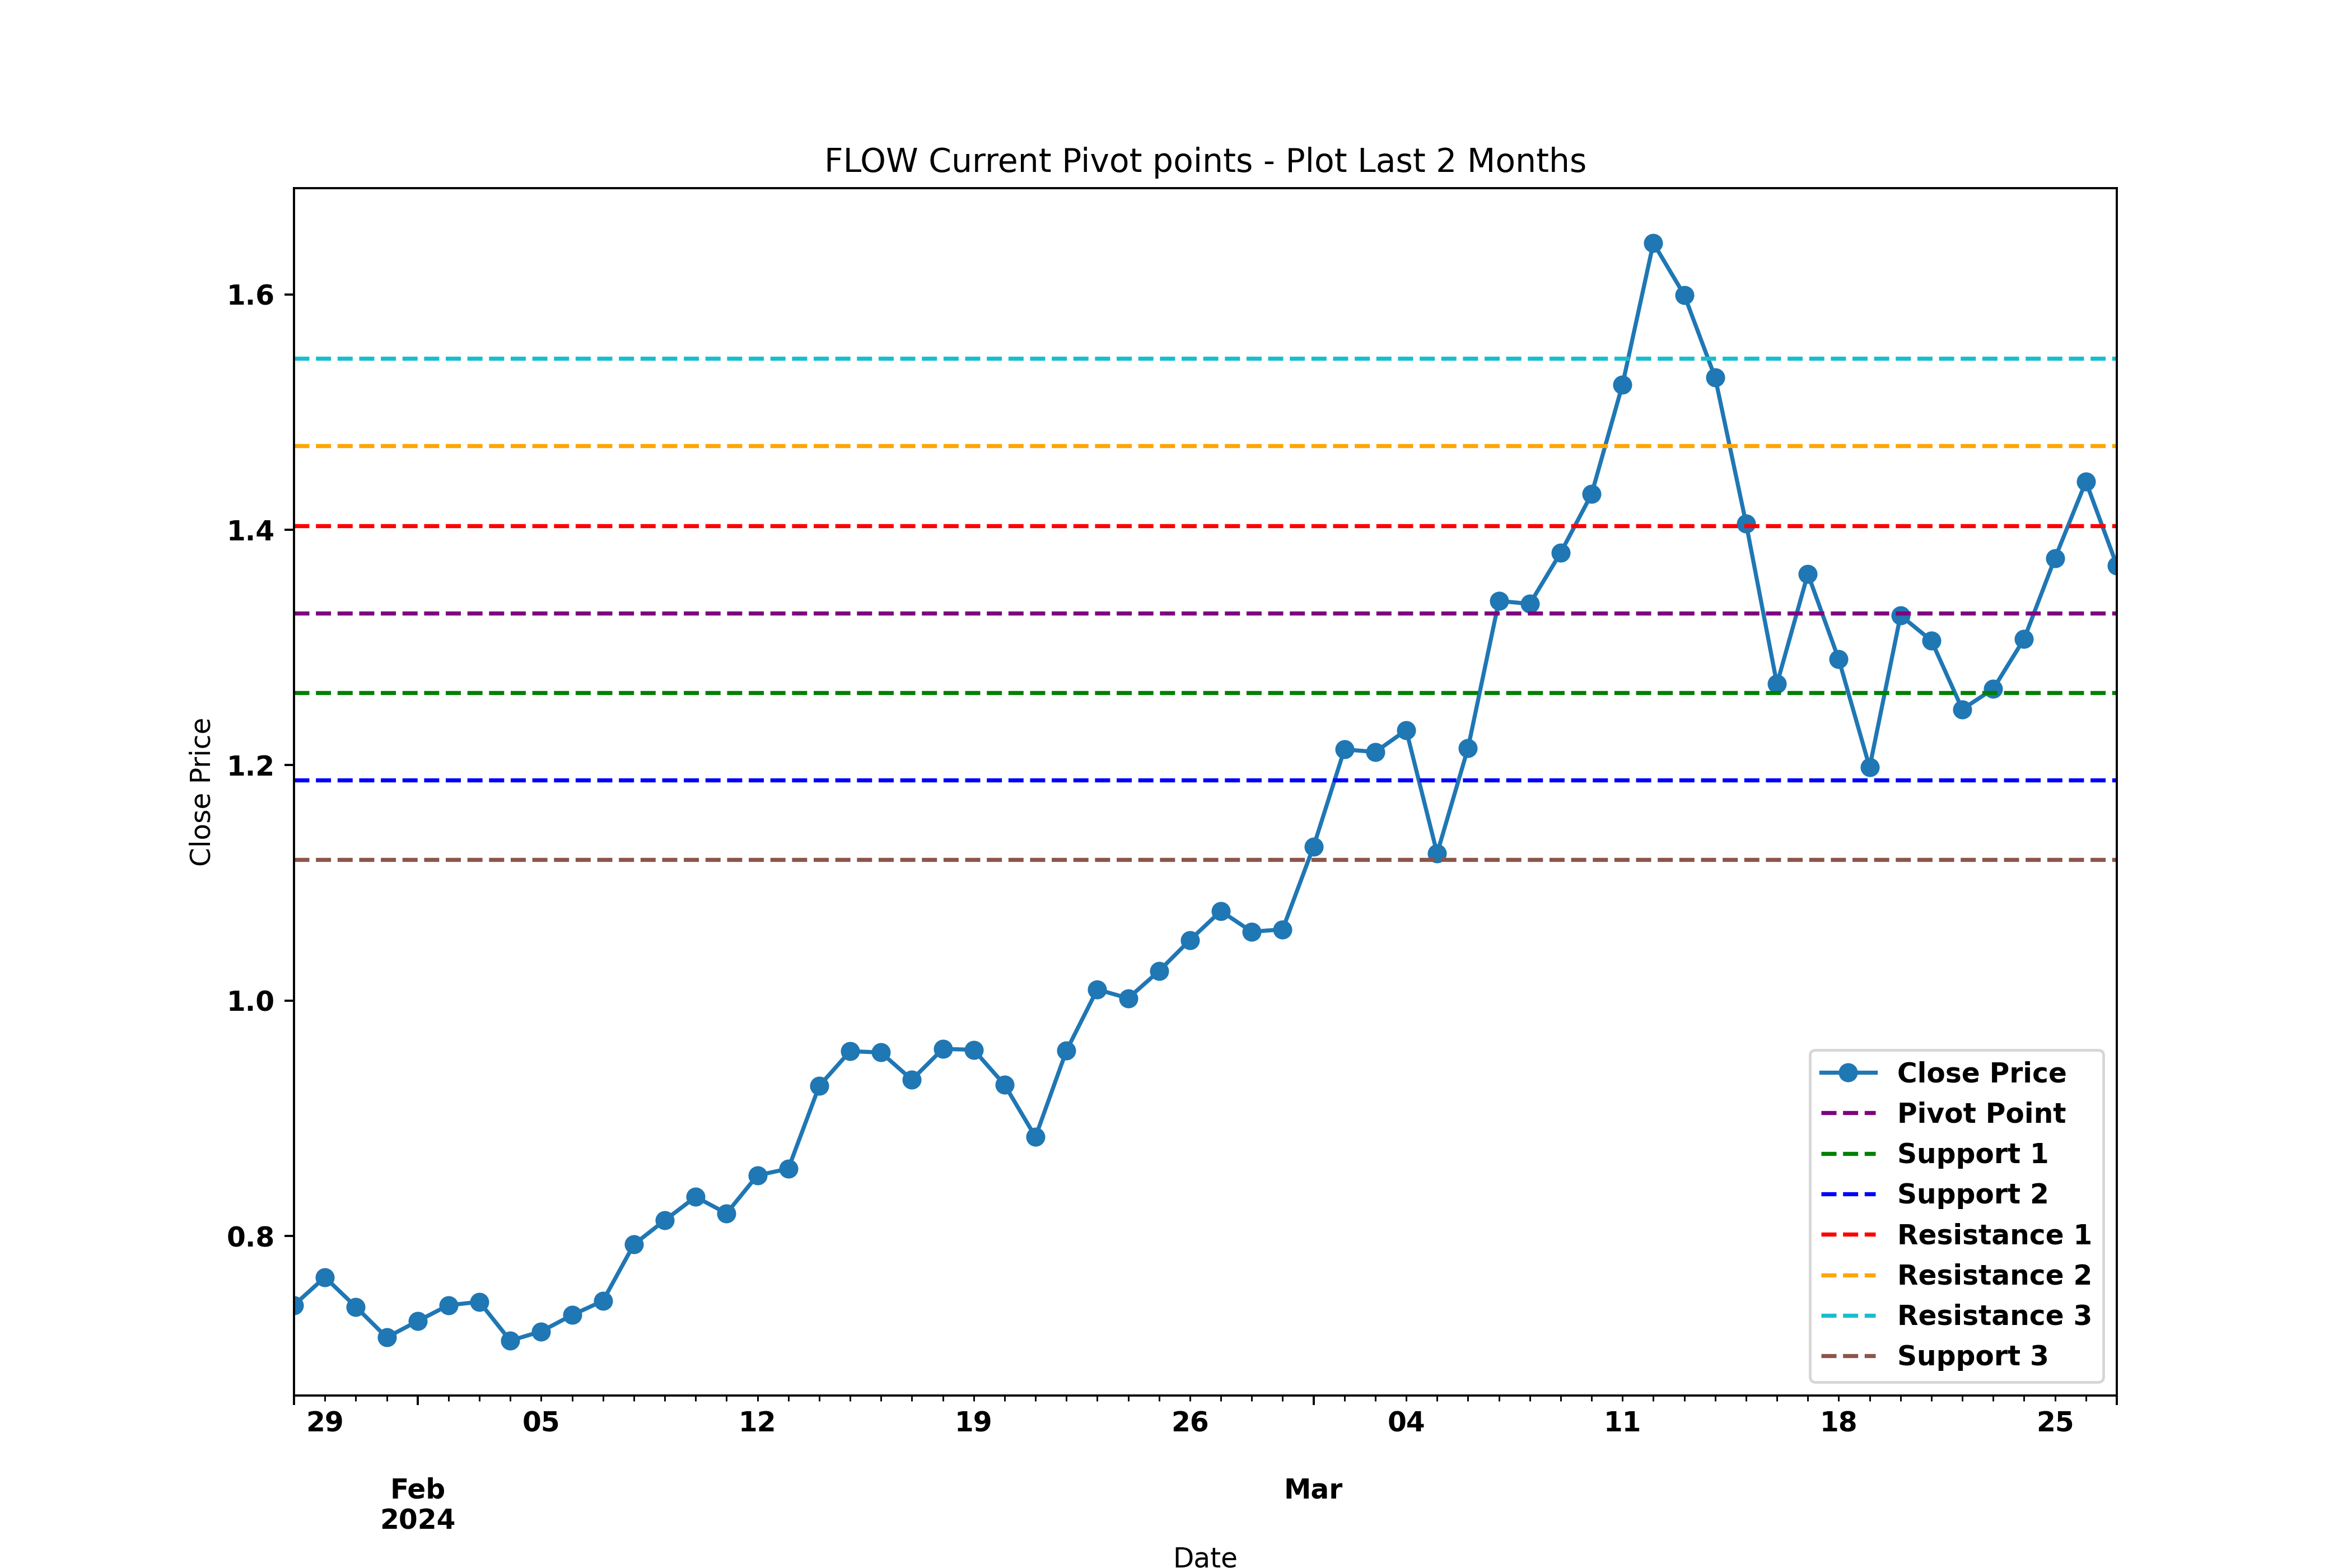 FLOW Current Pivot points - Plot Last 2 Months
Close Price
1.6
1.4
1.2
1.0
0.8
Close Price
Pivot Point
Support 1
Support 2
Resistance 1
Resistance 2
Resistance 3
Support 3
29 05 12 19 26 04 11 18 25
Feb Mar
2024
Date